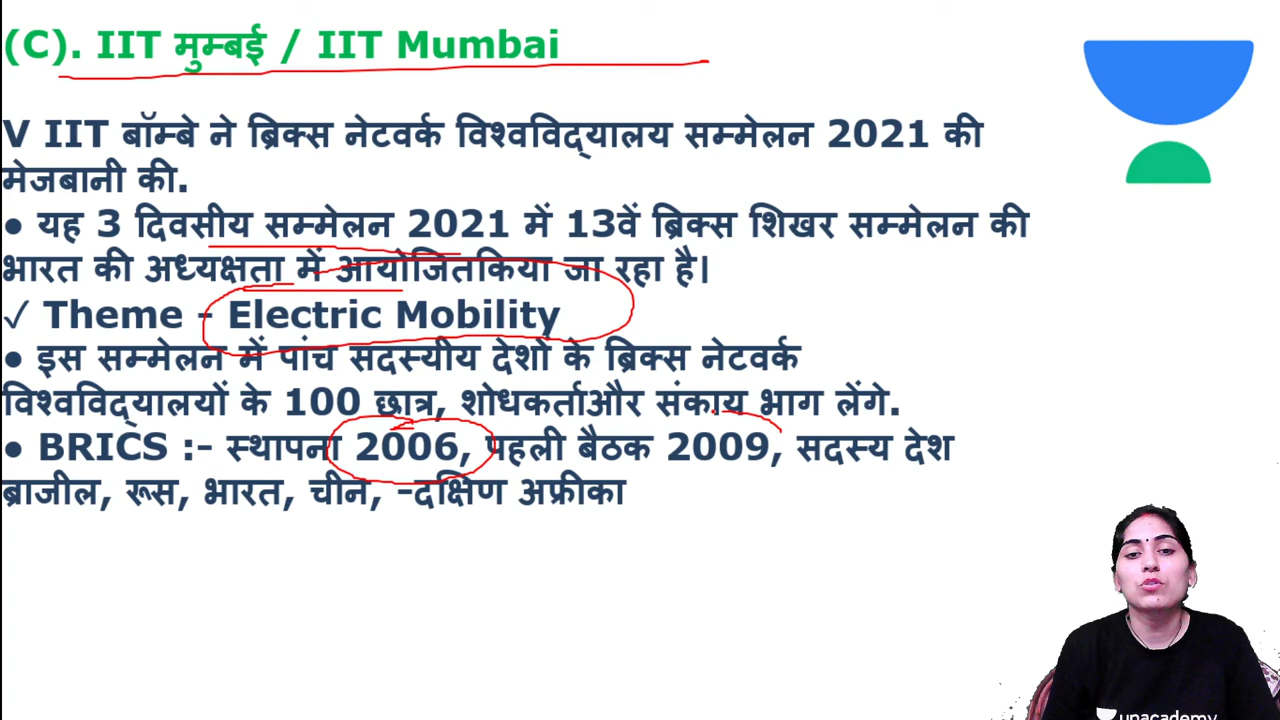 (C). IIT मुम्बई / IIT Mumbai
V IIT बॉम्बे ने ब्रिक्स नेटवर्क विश्वविद्यालय सम्मेलन 2021 की
मेजबानी की.
● यह 3 दिवसीय सम्मेलन 2021 में 13वें ब्रिक्स शिखर सम्मेलन की
भारत की अध्यक्षता में आयोजितकिया जा रहा है।
✓ Theme - Electric Mobility
● इस सम्मेलन में पांच सदस्यीय देशों के ब्रिक्स नेटवर्क
विश्वविद्यालयों के 100 छात्र, शोधकर्ताऔर संकाय भाग लेंगे.
● BRICS :- स्थापना 2006, पहली बैठक 2009, सदस्य देश
ब्राजील, रूस, भारत, चीन, -दक्षिण अफ्रीका
unacademy